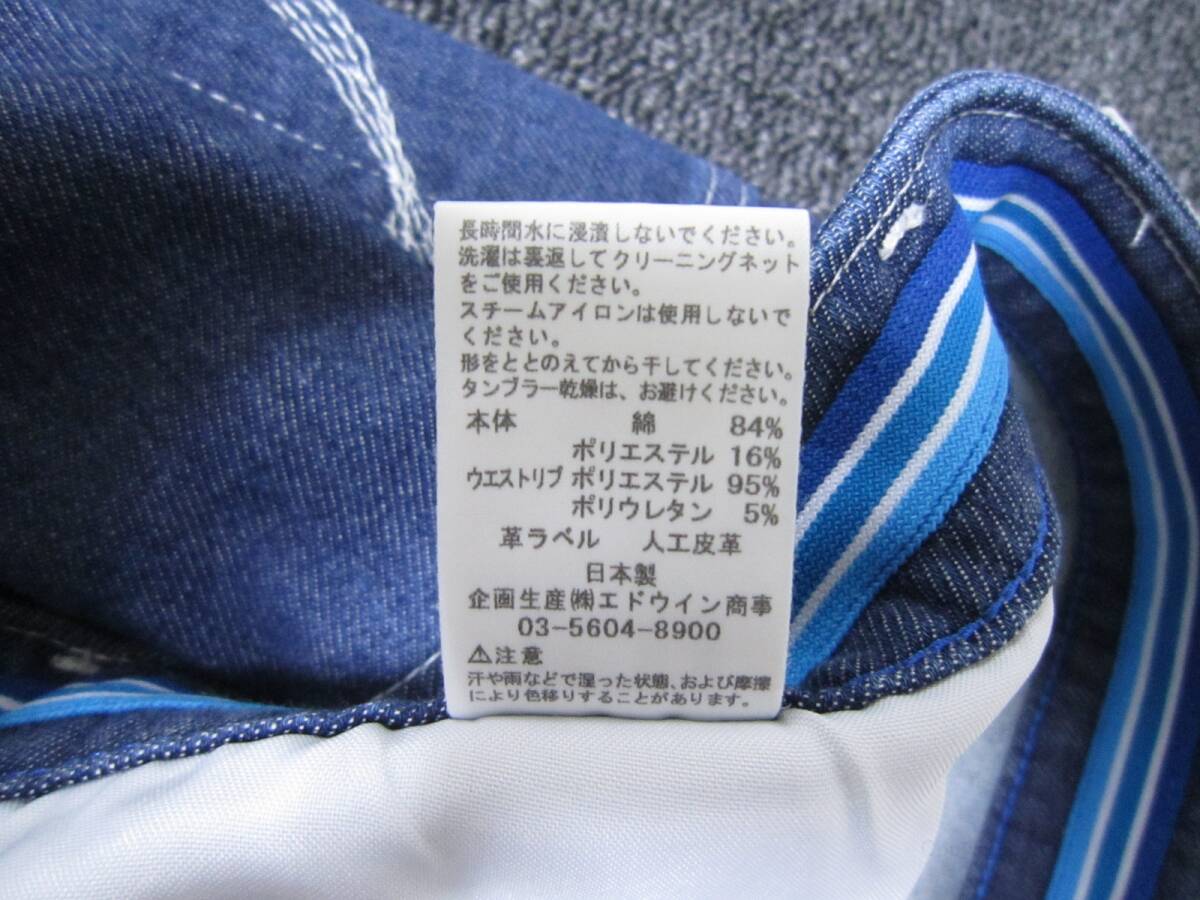 長時間水に浸漬しないでください。
洗濯は裏返してクリーニングネット
をご使用ください。
スチームアイロンは使用しないで
ください。
形をととのえてから干してください。
タンブラー乾燥は、お避けください。
本体 綿 84%
ポリエステル 16%
ウエストリブ ポリエステル 95%
ポリウレタン 5%
革ラベル 人工皮革
日本製
企画生産㈱エドウイン商事
03-5604-8900
⚠注意
汗や雨などで湿った状態、および摩擦
により色移りすることがあります。